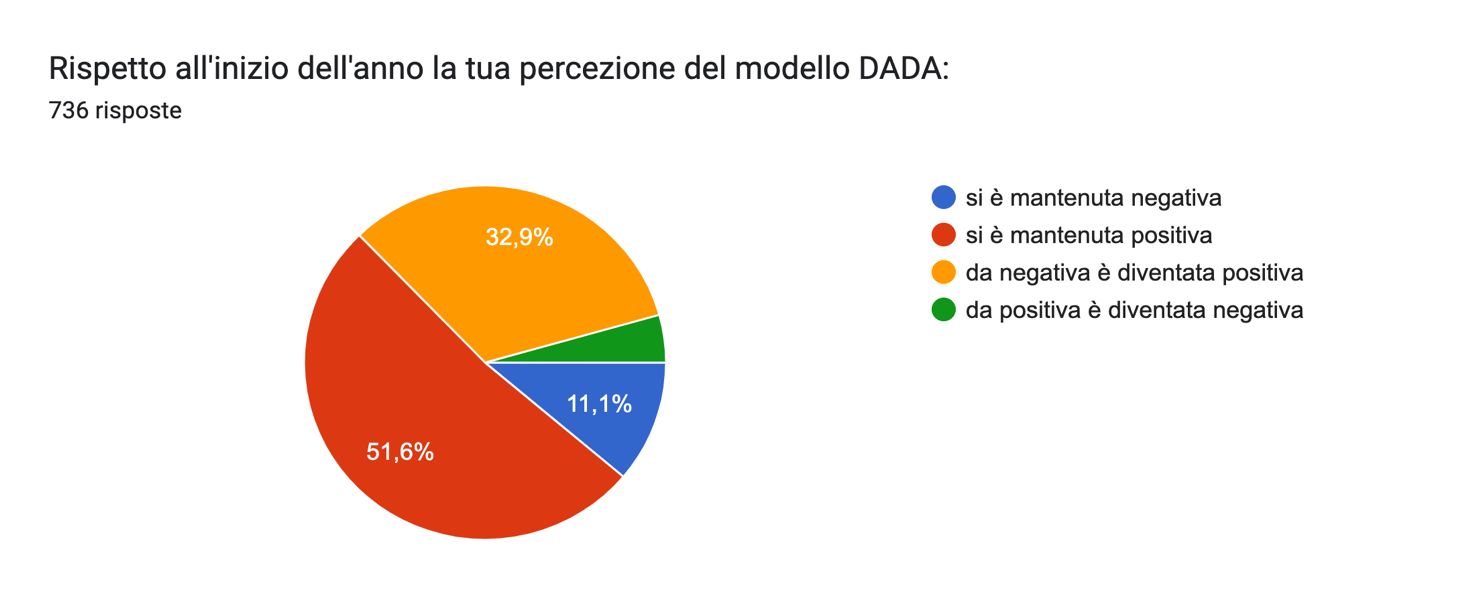 Rispetto all'inizio dell'anno la tua percezione del modello DADA:
736 risposte
32,9%
11,1%
51,6%
si è mantenuta negativa
si è mantenuta positiva
da negativa è diventata positiva
da positiva è diventata negativa